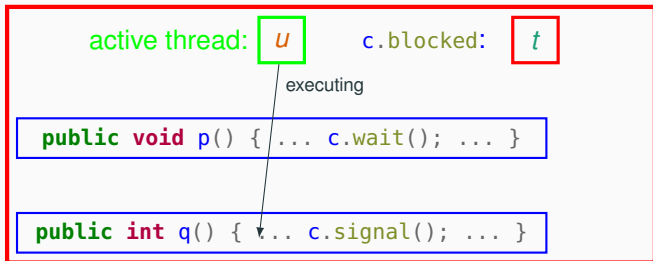 active thread: u c.blocked: t
executing
public void p() { ... c.wait(); ... }
public int q() { ... c.signal(); ... }